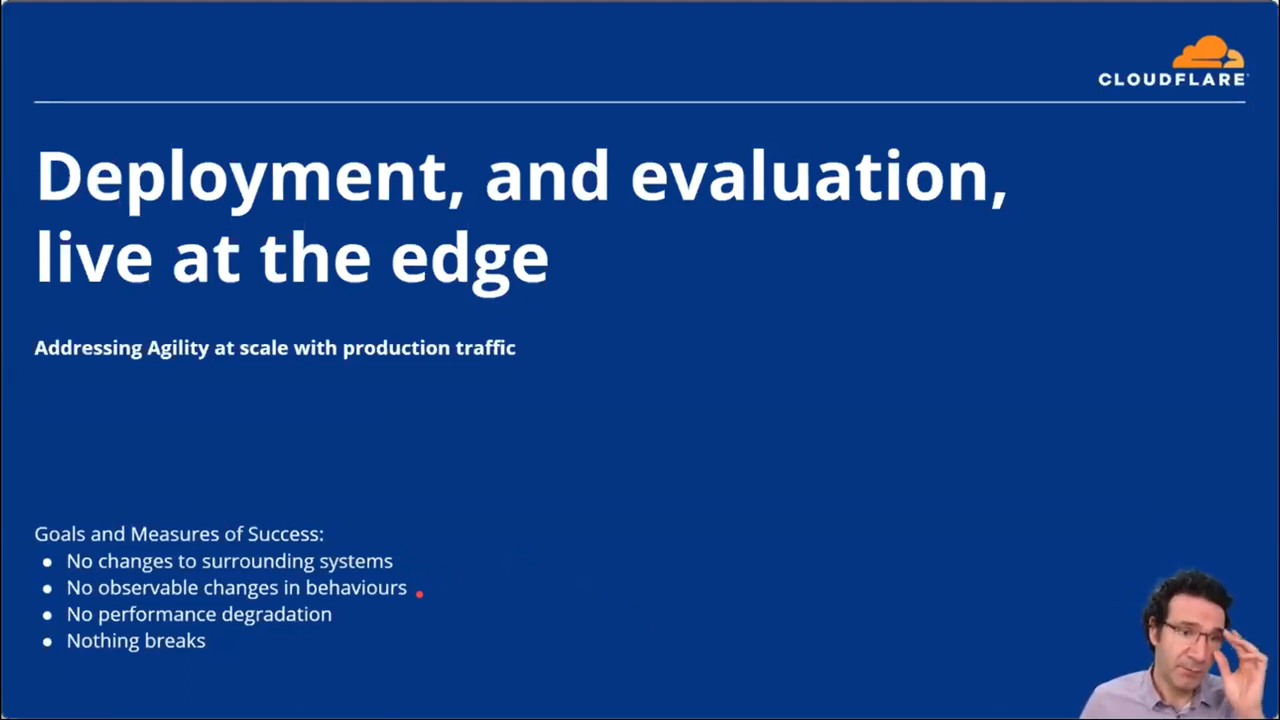 CLOUDFLARE
Deployment, and evaluation,
live at the edge
Addressing Agility at scale with production traffic
Goals and Measures of Success:
● No changes to surrounding systems
● No observable changes in behaviours
● No performance degradation
● Nothing breaks